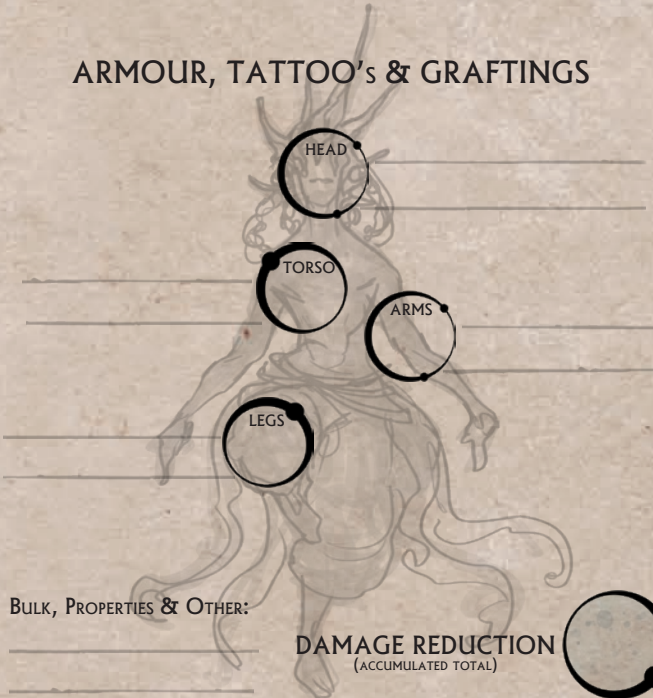 ARMOUR, TATTOO's & GRAFTINGS
HEAD
TORSO
ARMS
LEGS
Bulk, Properties & Other:
DAMAGE REDUCTION
(ACCUMULATED TOTAL)